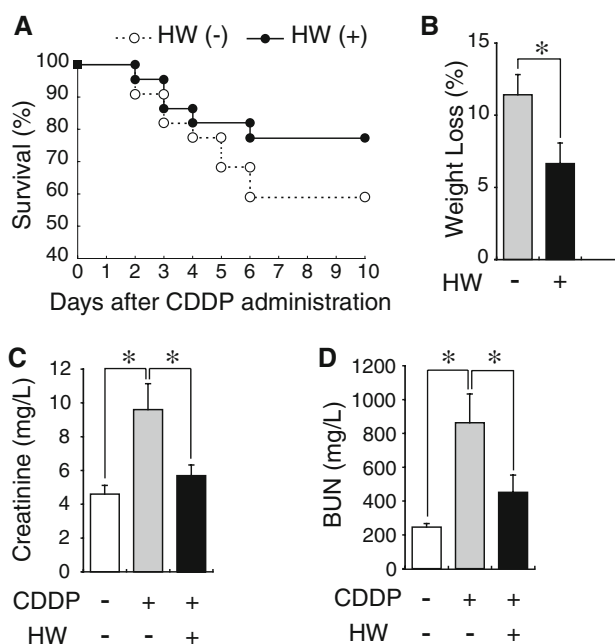 A HW (-) HW (+)
100
90
80
70
60
50
40
Survival (%)
0 1 2 3 4 5 6 7 8 9 10
Days after CDDP administration
B
15
10
5
0
Weight Loss (%)
*
HW - +
C
12
10
8
6
4
2
0
Creatinine (mg/L)
* *
CDDP - + +
HW - - +
D
1200
1000
800
600
400
200
0
BUN (mg/L)
* *
CDDP - + +
HW - - +